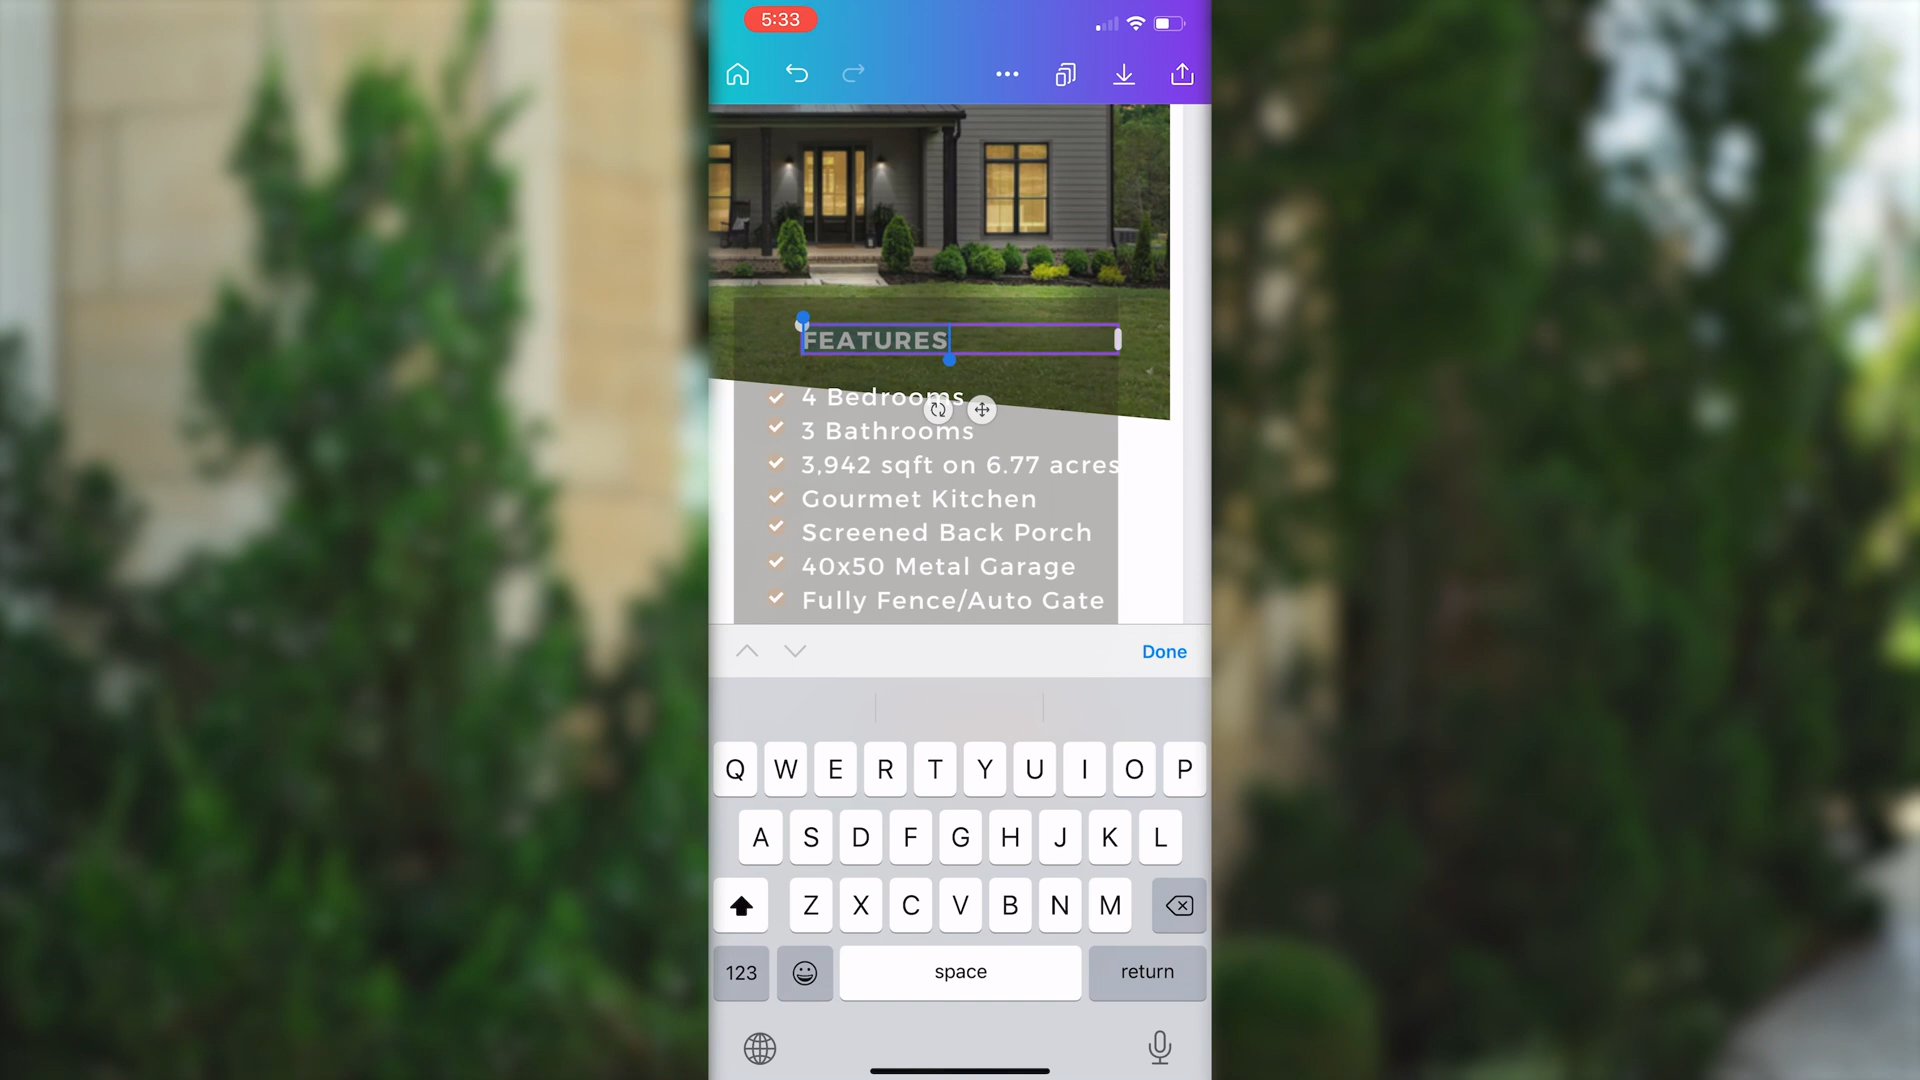 5:33
FEATURES
4 Bedrooms
3 Bathrooms
3,942 sqft on 6.77 acres
Gourmet Kitchen
Screened Back Porch
40x50 Metal Garage
Fully Fence/Auto Gate
Done
Q W E R T Y U I O P
A S D F G H J K L
Z X C V B N M
123 space return